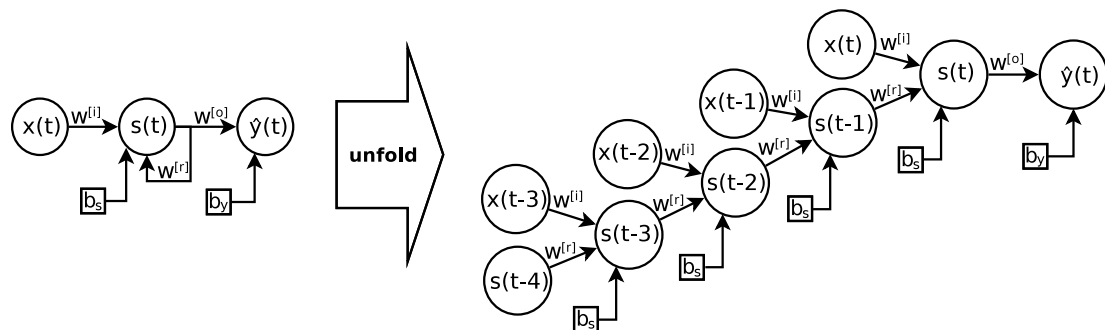 x(t)
w[i]
s(t)
w[o]
ŷ(t)
w[r]
bs
by
unfold
x(t)
w[i]
s(t)
w[o]
ŷ(t)
x(t-1)
w[i]
w[r]
s(t-1)
bs
by
x(t-2)
w[i]
w[r]
s(t-2)
bs
x(t-3)
w[i]
w[r]
s(t-3)
bs
s(t-4)
w[r]
bs